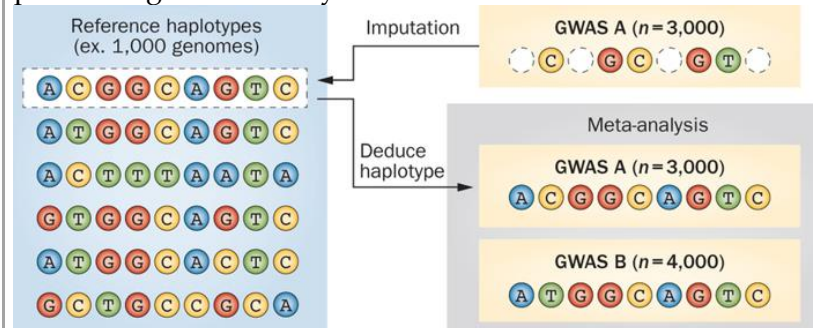 Reference haplotypes
(ex. 1,000 genomes)
A C G G C A G T C
A T G G C A G T C
A C T T T A A T A
G T G G C A G T C
A T G G C A C T C
G C T G C C G C A
Imputation
GWAS A (n = 3,000)
C G C G T
Deduce
haplotype
Meta-analysis
GWAS A (n = 3,000)
A C G G C A G T C
GWAS B (n = 4,000)
A T G G C A G T C